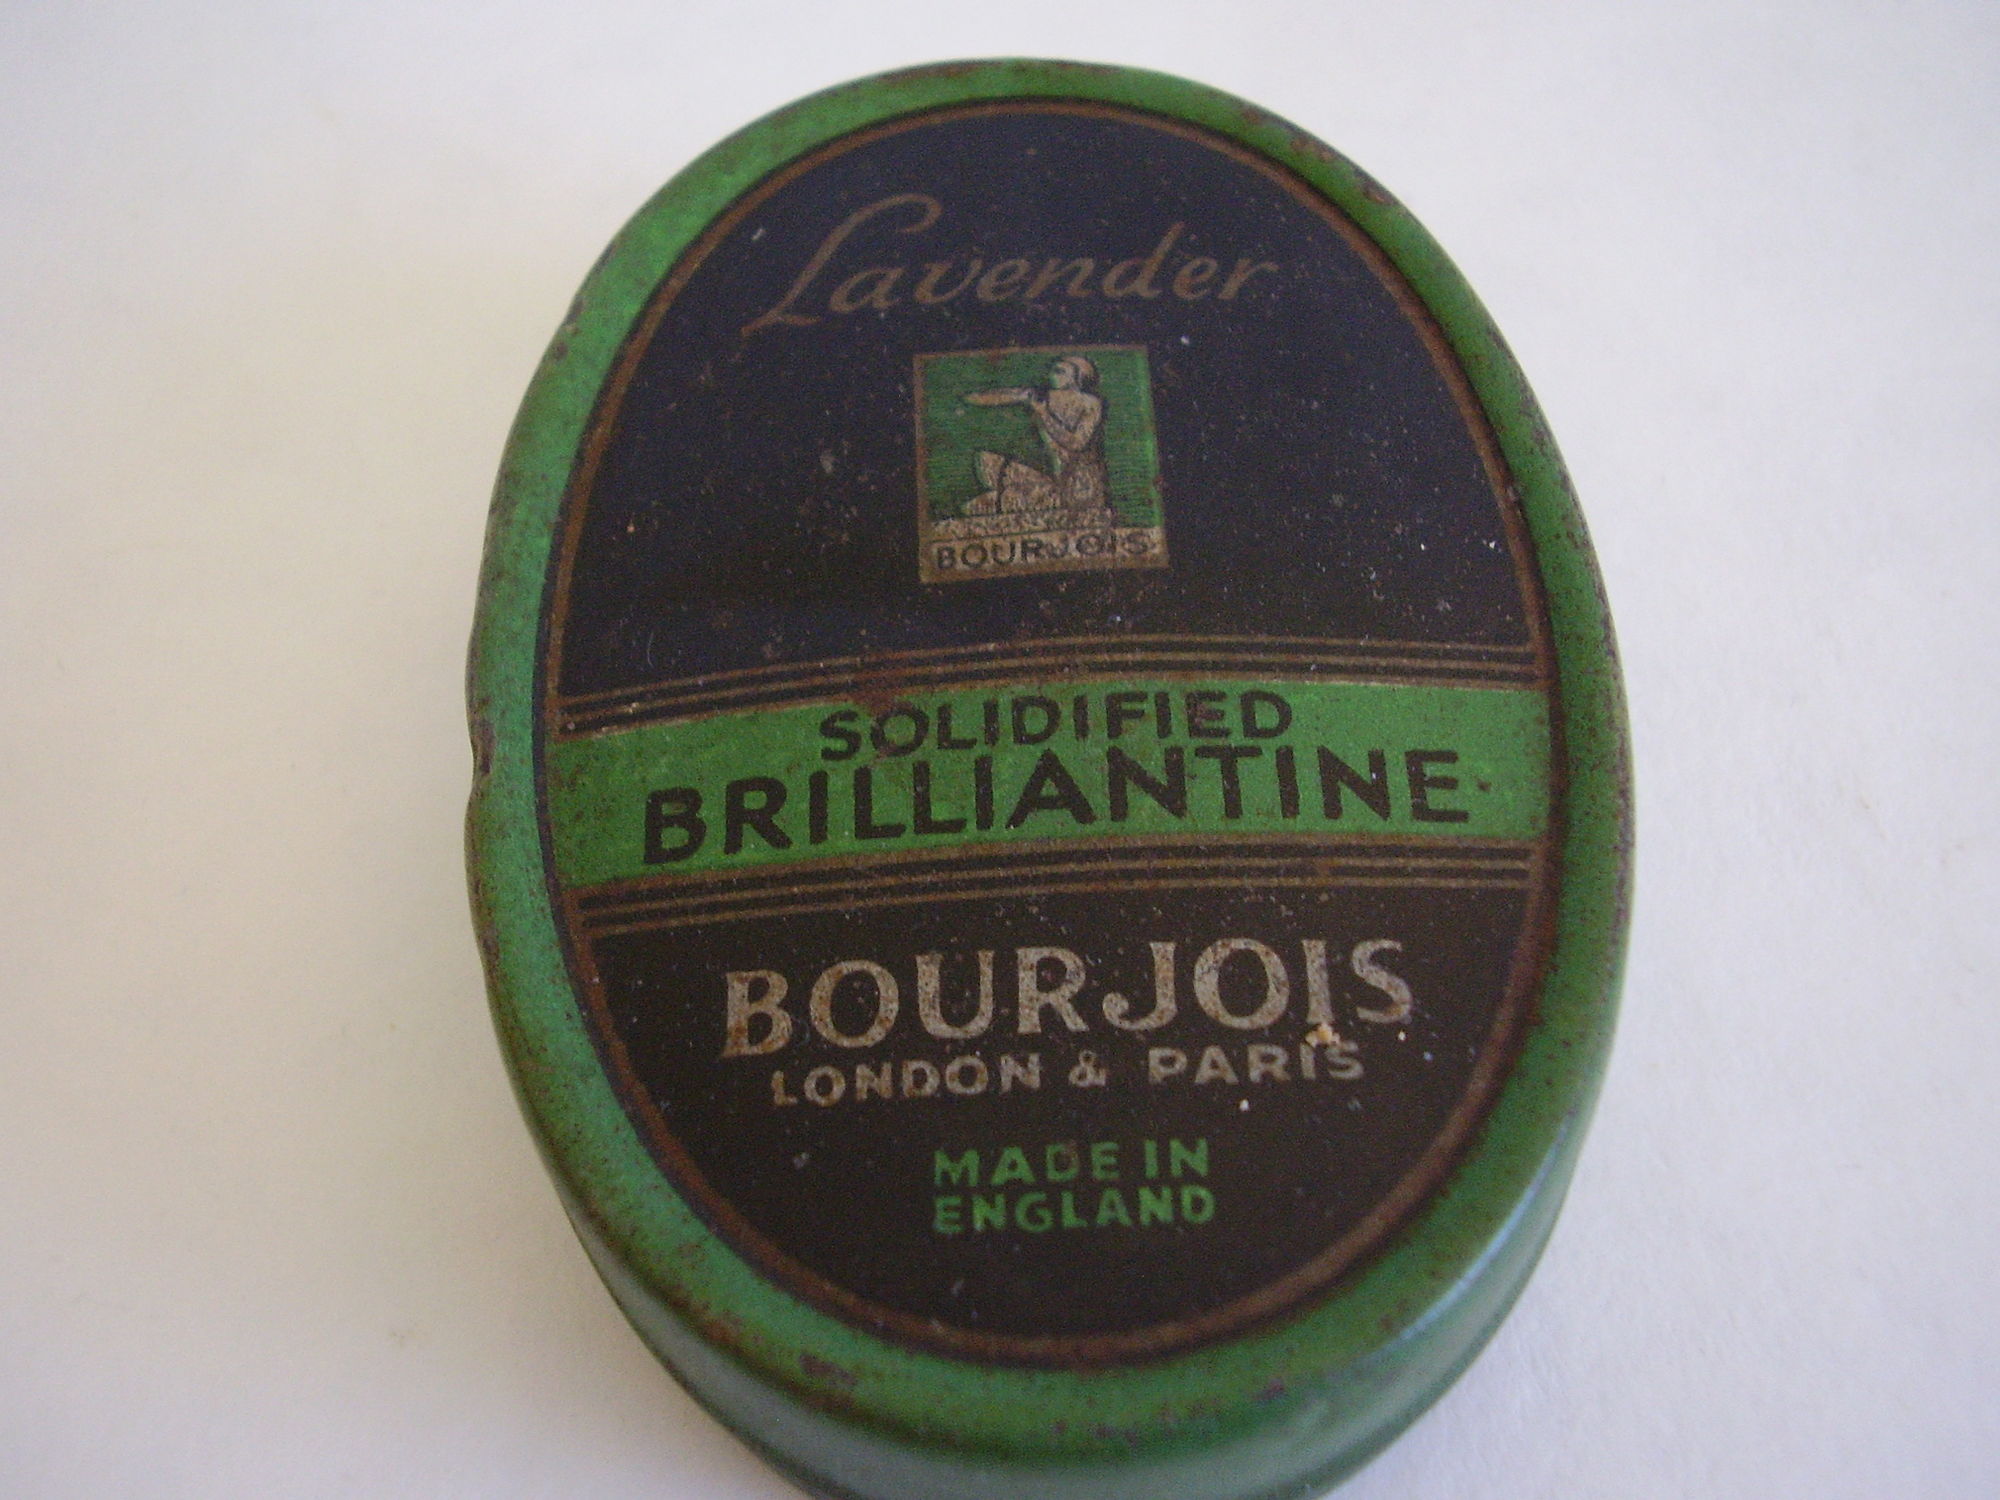 Lavender
BOURJOIS
SOLIDIFIED
BRILLIANTINE
BOURJOIS
LONDON & PARIS
MADE IN
ENGLAND